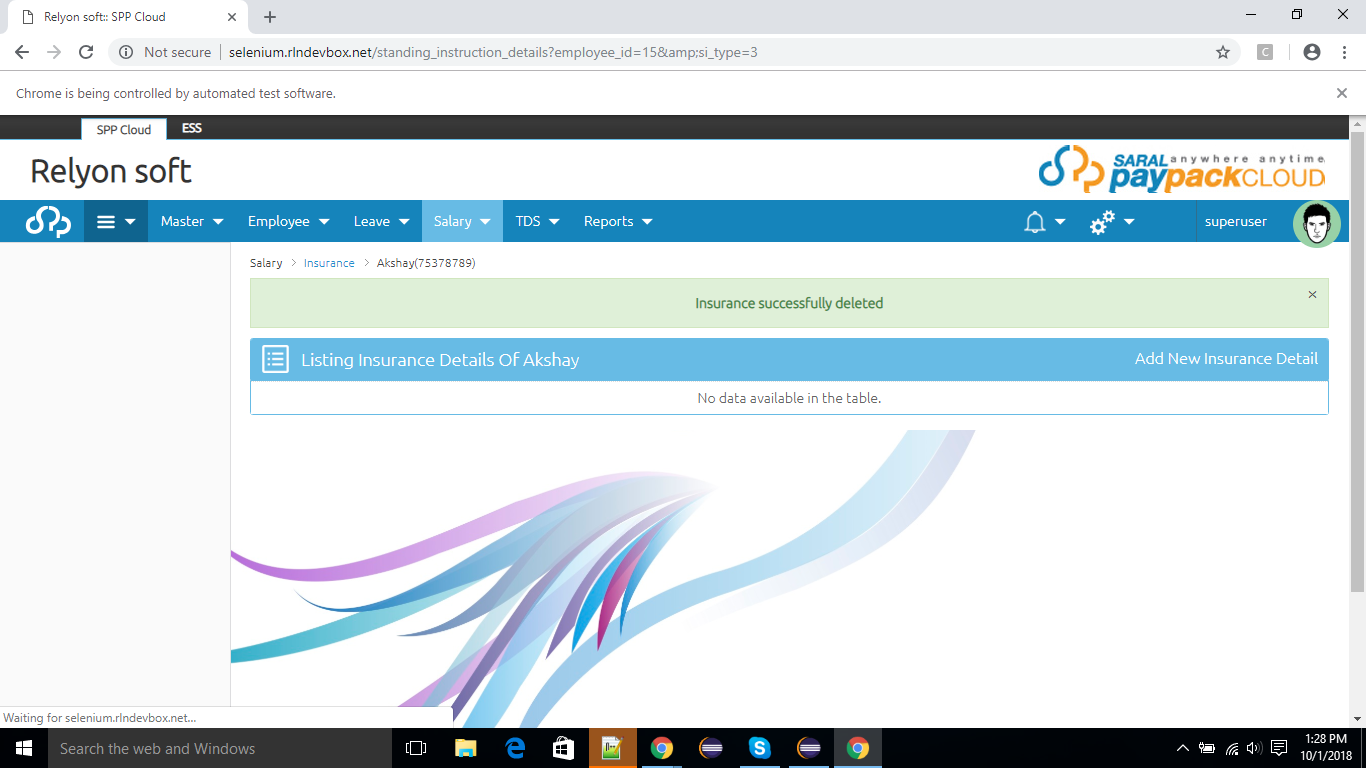 Relyon soft:: SPP Cloud
Not secure selenium.rlndevbox.net/standing_instruction_details?employee_id=15&amp;si_type=3
C
Chrome is being controlled by automated test software.
SPP Cloud ESS
Relyon soft
SARAL anywhere anytime
paypackCLOUD
Master Employee Leave Salary TDS Reports superuser
Salary > Insurance > Akshay(75378789)
Insurance successfully deleted ×
Listing Insurance Details Of Akshay Add New Insurance Detail
No data available in the table.
Waiting for selenium.rlndevbox.net...
Search the web and Windows
1:28 PM
10/1/2018